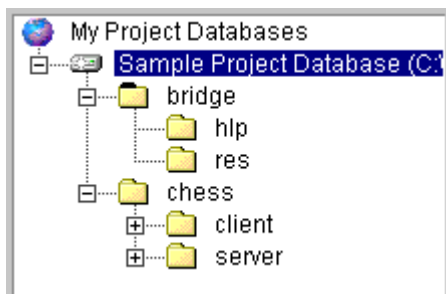 My Project Databases
Sample Project Database (C:\
bridge
hlp
res
chess
client
server